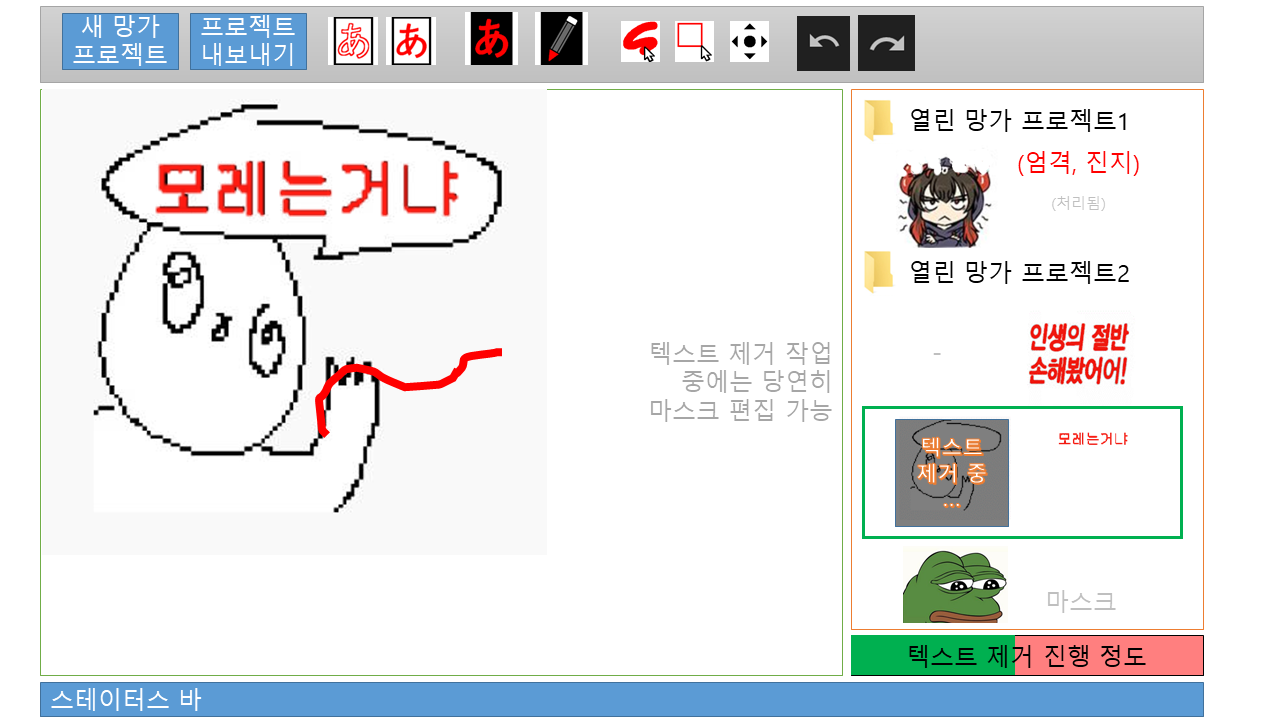 새 망가
프로젝트
프로젝트
내보내기
あ
あ
あ
모레는거냐
텍스트 제거 작업
중에는 당연히
마스크 편집 가능
열린 망가 프로젝트1
(엄격, 진지)
(처리됨)
열린 망가 프로젝트2
-
인생의 절반
손해봤어어!
텍스트
제거 중
...
모레는거냐
마스크
텍스트 제거 진행 정도
스테이터스 바